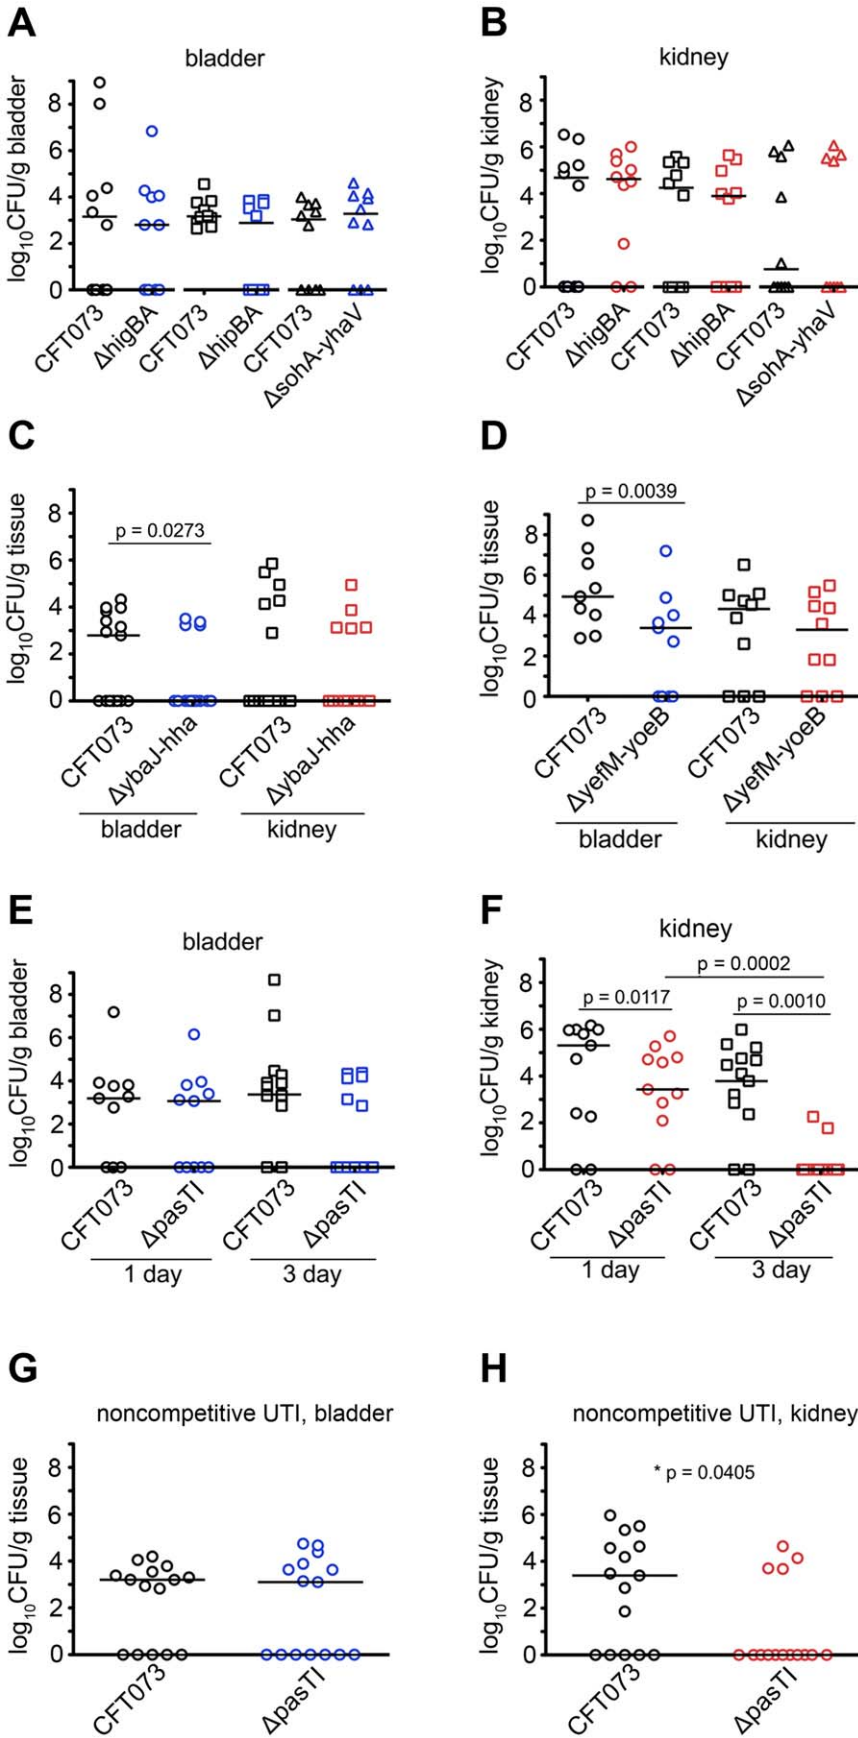 A
bladder
log10CFU/g bladder
8
6
4
2
0
CFT073
ΔhigBA
CFT073
ΔhipBA
CFT073
ΔsohA-yhaV
B
kidney
log10CFU/g kidney
8
6
4
2
0
CFT073
ΔhigBA
CFT073
ΔhipBA
CFT073
ΔsohA-yhaV
C
log10CFU/g tissue
8
6
4
2
0
p = 0.0273
CFT073
ΔybaJ-hha
CFT073
ΔybaJ-hha
bladder
kidney
D
log10CFU/g tissue
8
6
4
2
0
p = 0.0039
CFT073
ΔyefM-yoeB
CFT073
ΔyefM-yoeB
bladder
kidney
E
bladder
log10CFU/g bladder
8
6
4
2
0
CFT073
ΔpasTI
CFT073
ΔpasTI
1 day
3 day
F
kidney
log10CFU/g kidney
8
6
4
2
0
p = 0.0002
p = 0.0117
p = 0.0010
CFT073
ΔpasTI
CFT073
ΔpasTI
1 day
3 day
G
noncompetitive UTI, bladder
log10CFU/g tissue
8
6
4
2
0
CFT073
ΔpasTI
H
noncompetitive UTI, kidney
log10CFU/g tissue
8
6
4
2
0
* p = 0.0405
CFT073
ΔpasTI